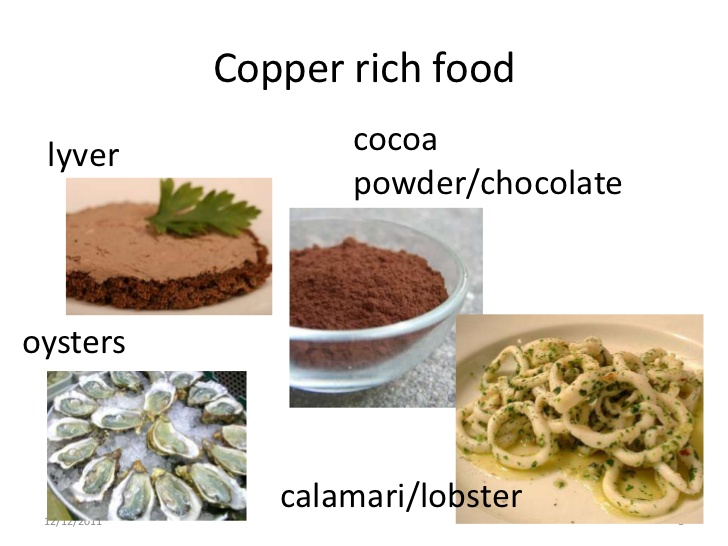 Copper rich food
lyver
cocoa
powder/chocolate
oysters
calamari/lobster
12/12/2011